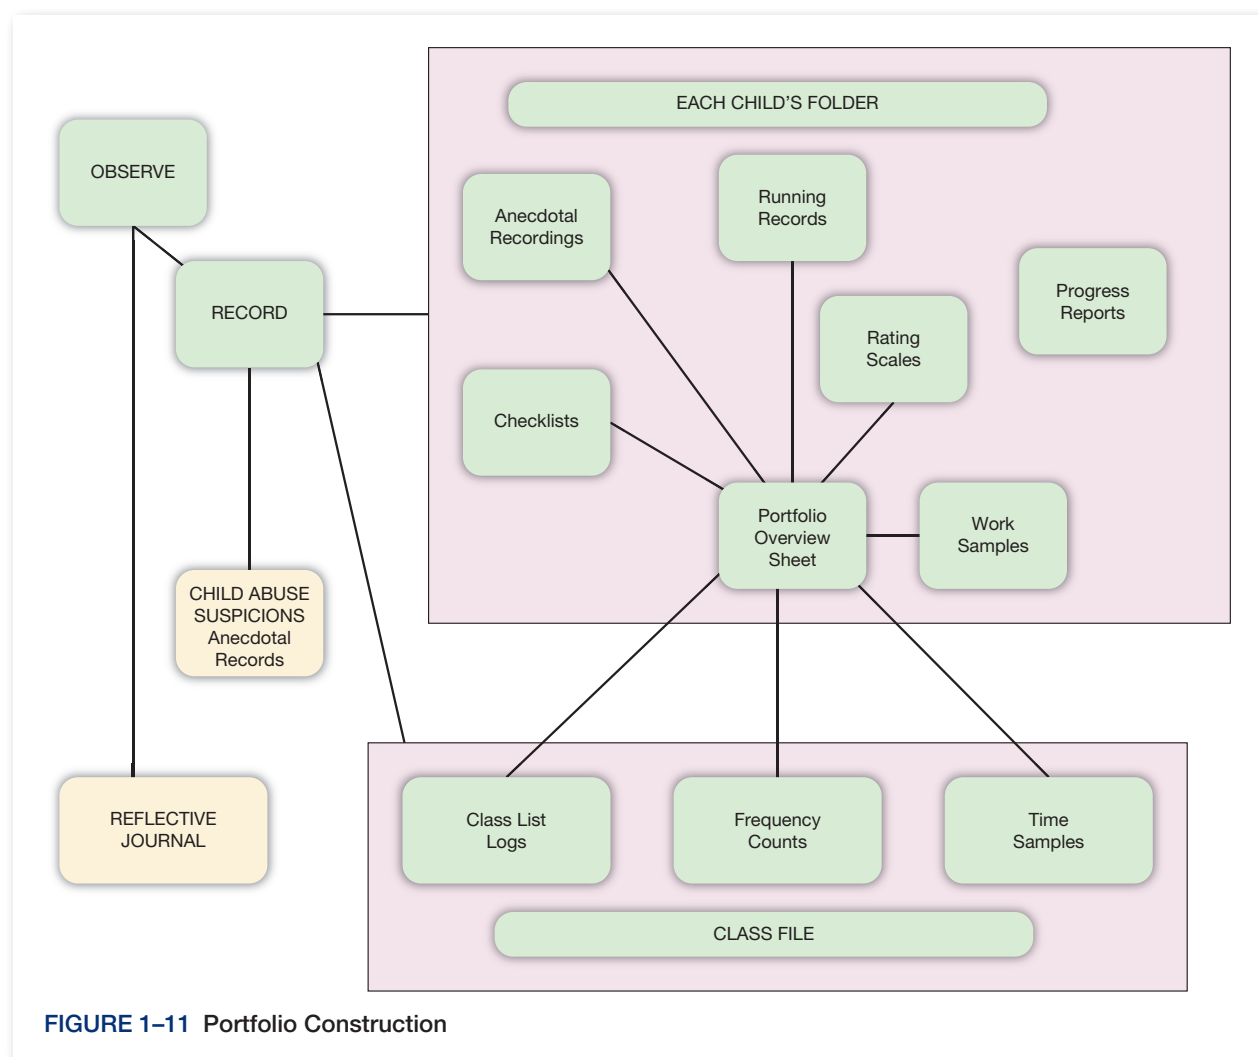 EACH CHILD'S FOLDER
OBSERVE
Anecdotal
Recordings
Running
Records
Progress
Reports
RECORD
Rating
Scales
Checklists
Portfolio
Overview
Sheet
Work
Samples
CHILD ABUSE
SUSPICIONS
Anecdotal
Records
REFLECTIVE
JOURNAL
Class List
Logs
Frequency
Counts
Time
Samples
CLASS FILE
FIGURE 1–11 Portfolio Construction